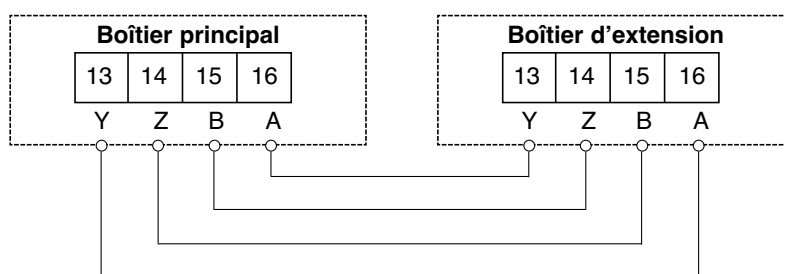 Boîtier principal
13 14 15 16
Y Z B A
Boîtier d'extension
13 14 15 16
Y Z B A